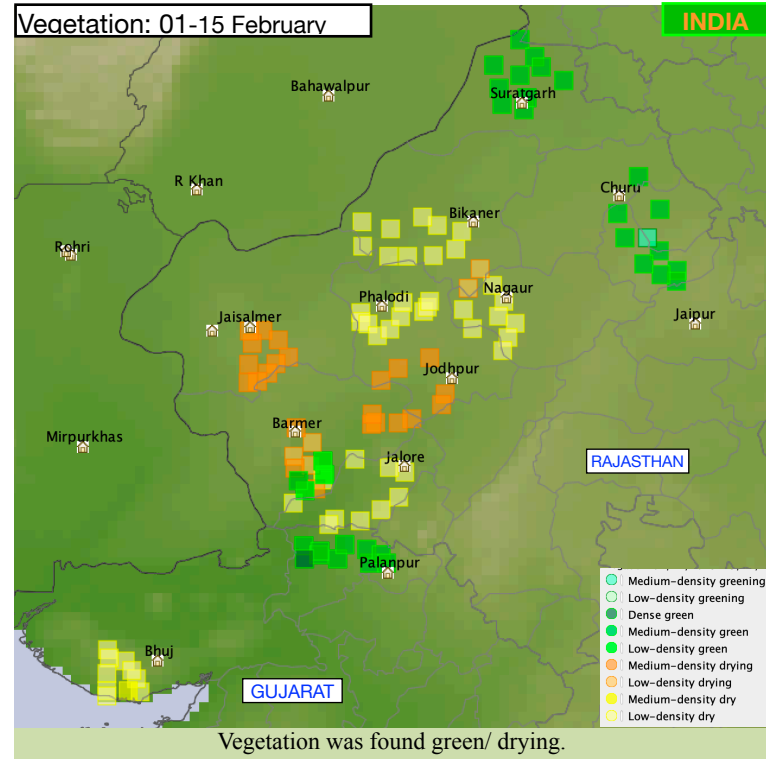 Vegetation: 01-15 February
INDIA
Bahawalpur
Suratgarh
R Khan
Churu
Bikaner
Rohri
Phalodi
Nagaur
Jaisalmer
Jaipur
Jodhpur
Barmer
Mirpurkhas
Jalore
RAJASTHAN
Palanpur
Medium-density greening
Low-density greening
Dense green
Medium-density green
Low-density green
Medium-density drying
Low-density drying
Medium-density dry
Low-density dry
Bhuj
GUJARAT
Vegetation was found green/ drying.